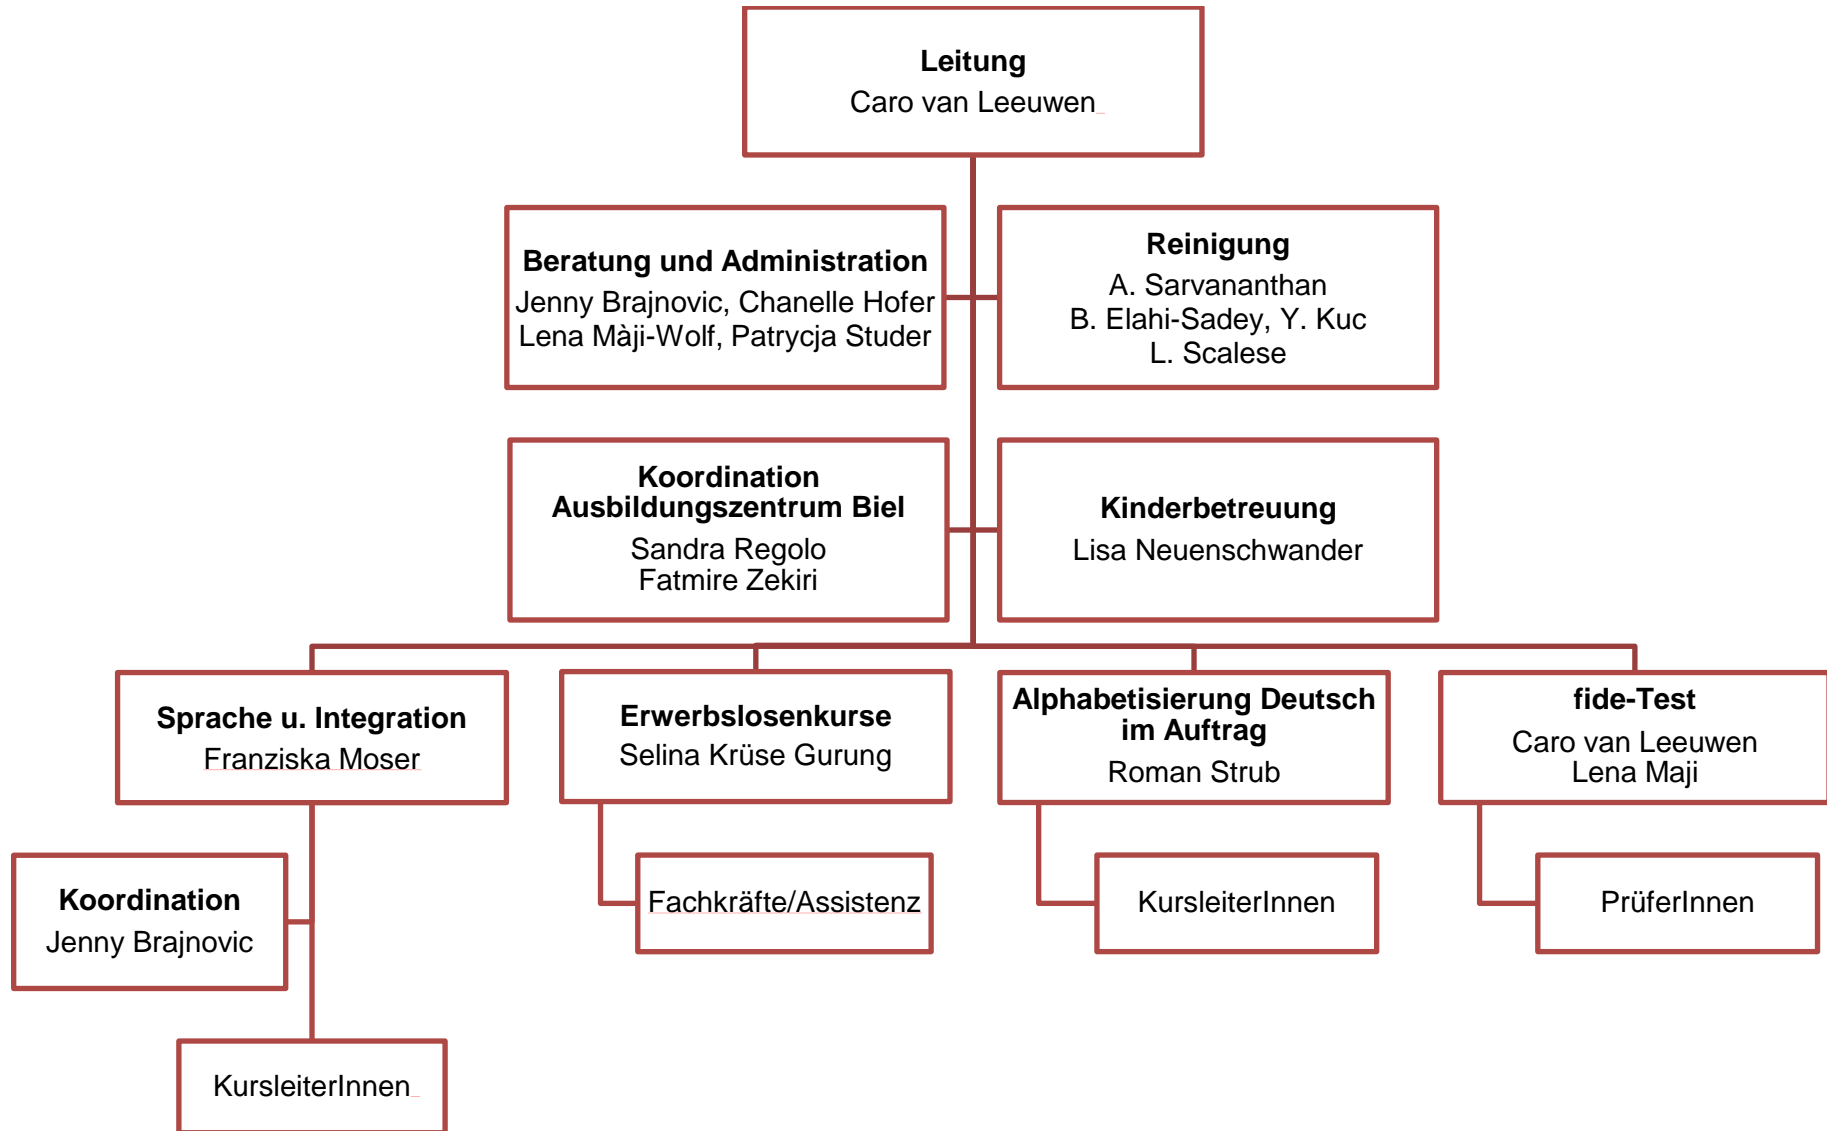 Leitung
Caro van Leeuwen
Beratung und Administration
Jenny Brajnovic, Chanelle Hofer
Lena Màji-Wolf, Patrycja Studer
Reinigung
A. Sarvananthan
B. Elahi-Sadey, Y. Kuc
L. Scalese
Koordination
Ausbildungszentrum Biel
Sandra Regolo
Fatmire Zekiri
Kinderbetreuung
Lisa Neuenschwander
Sprache u. Integration
Franziska Moser
Erwerbslosenkurse
Selina Krüse Gurung
Alphabetisierung Deutsch
im Auftrag
Roman Strub
fide-Test
Caro van Leeuwen
Lena Maji
Koordination
Jenny Brajnovic
Fachkräfte/Assistenz
KursleiterInnen
PrüferInnen
KursleiterInnen